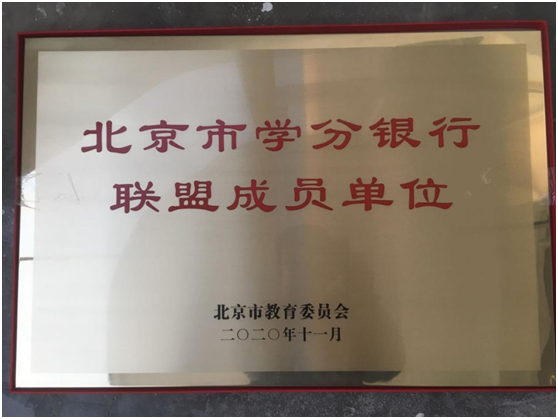 北京市学分银行
联盟成员单位
北京市教育委员会
二〇二〇年十一月